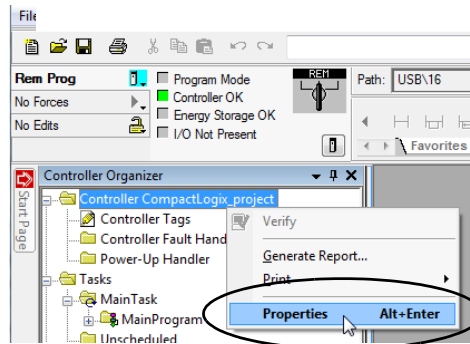 File
Rem Prog
No Forces
No Edits
Program Mode
Controller OK
Energy Storage OK
I/O Not Present
REM
Path: USB\16
Favorites
Start Page
Controller Organizer
Controller CompactLogix_project
Controller Tags
Controller Fault Hand
Power-Up Handler
Tasks
MainTask
MainProgram
Unscheduled
Verify
Generate Report...
Print
Properties Alt+Enter